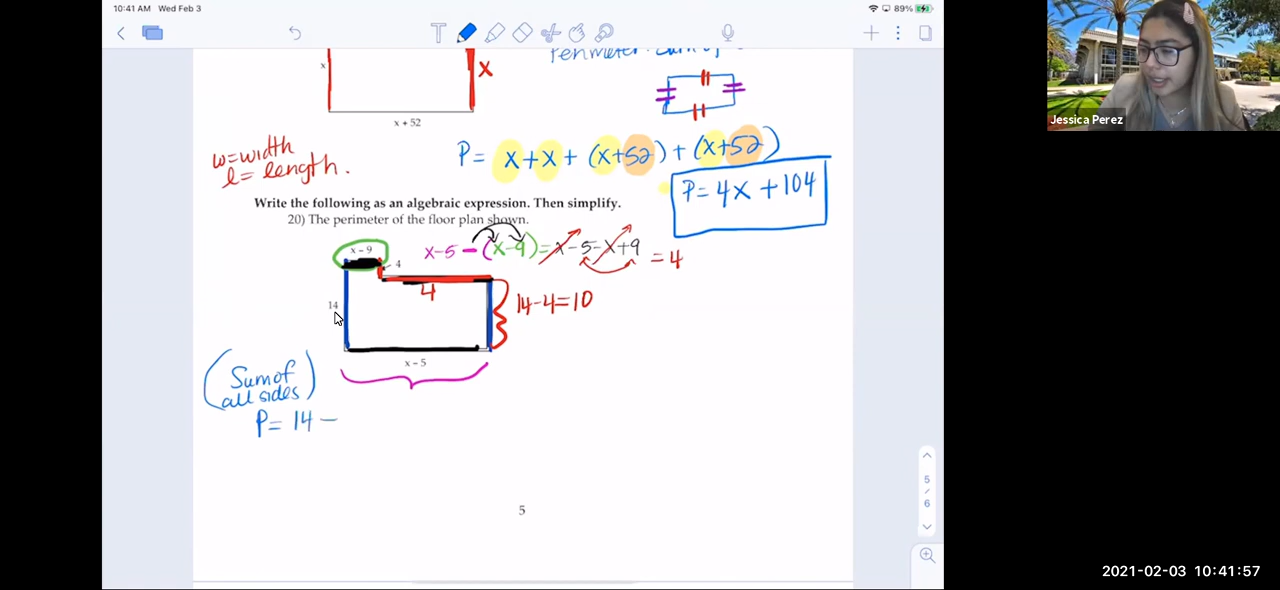 10:41 AM Wed Feb 3
89%
Jessica Perez
x
x
x + 52
w=width
l=length.
P= x+x + (x+52) + (x+52)
P= 4x + 104
Write the following as an algebraic expression. Then simplify.
20) The perimeter of the floor plan shown.
x - 9
x-5 - (x-9) = x-5-x+9 = 4
4
4
14
14-4=10
x - 5
(Sum of all sides)
P= 14 -
5
5
/
6
2021-02-03 10:41:57